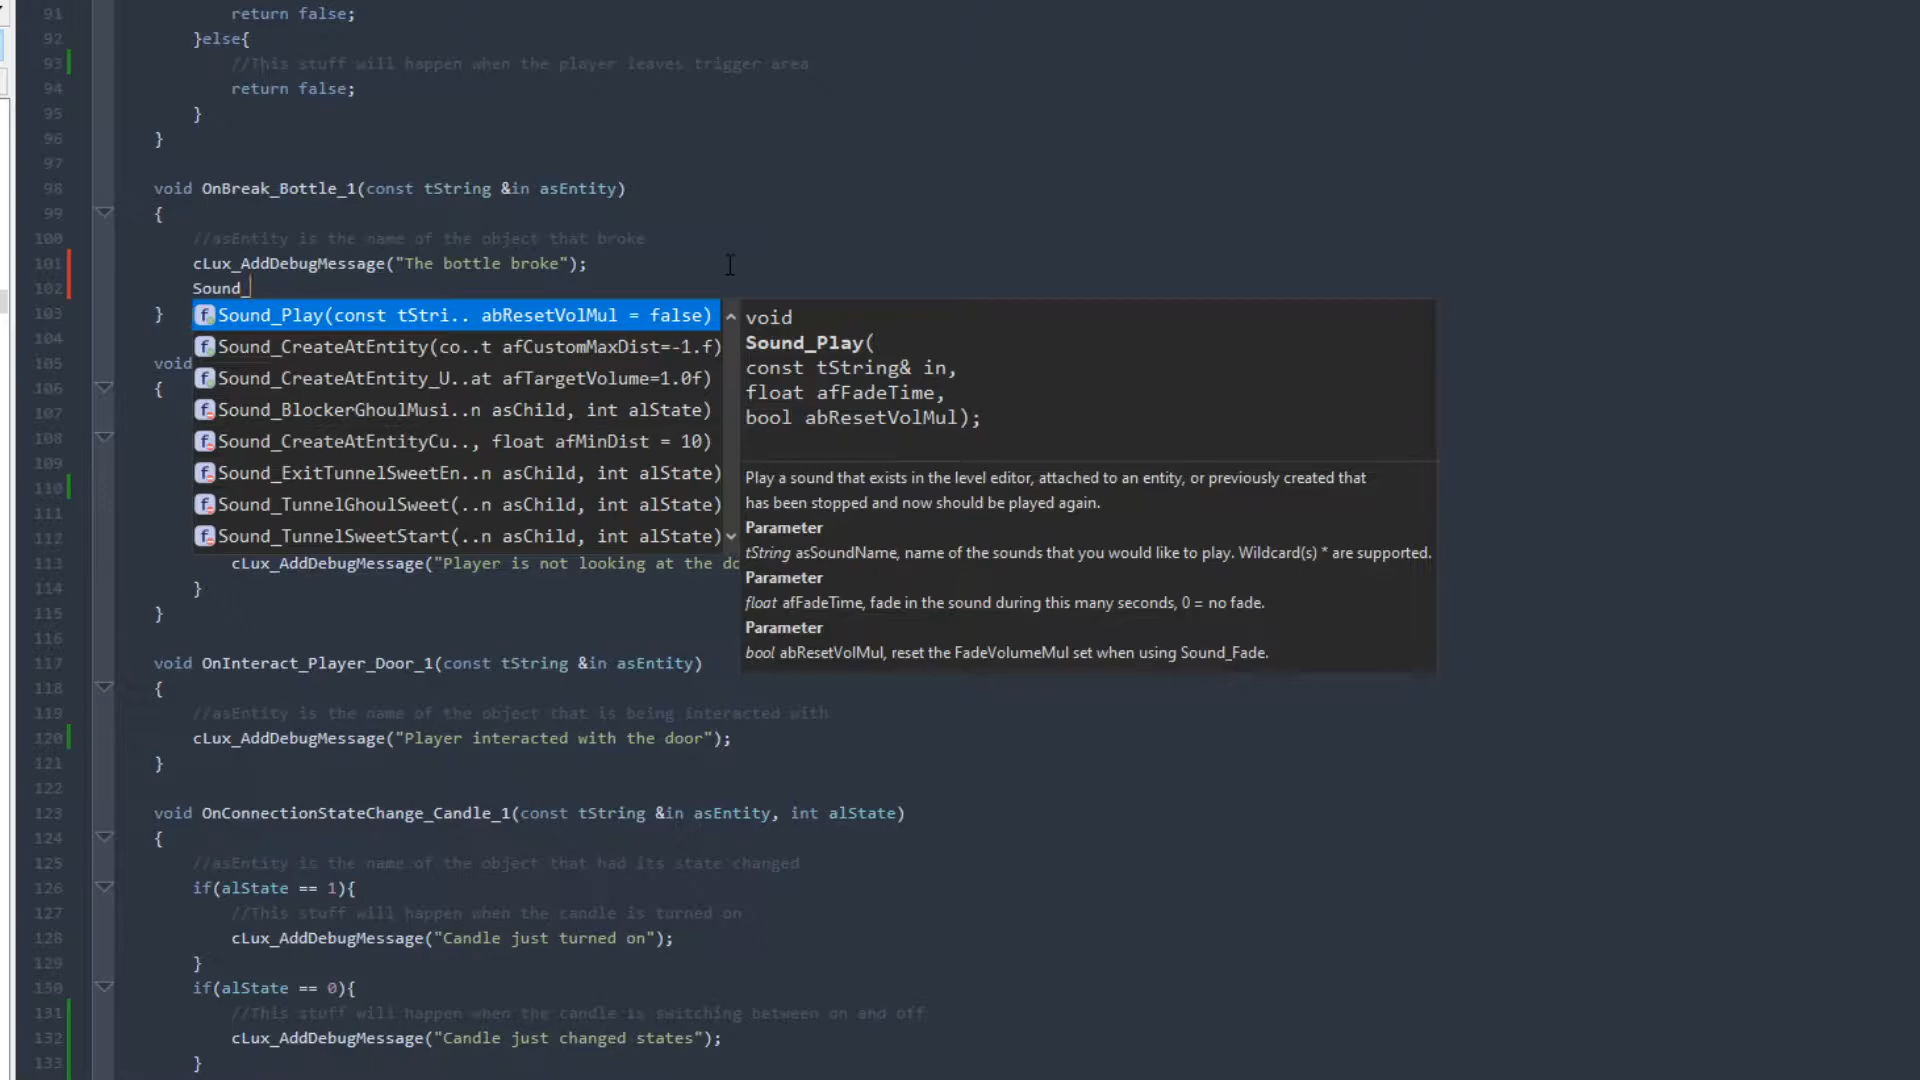 91 return false;
92 }else{
93 //This stuff will happen when the player leaves trigger area
94 return false;
95 }
96 }
97
98 void OnBreak_Bottle_1(const tString &in asEntity)
99 {
100 //asEntity is the name of the object that broke
101 cLux_AddDebugMessage("The bottle broke");
102 Sound_
103 }
Sound_Play(const tStri.. abResetVolMul = false)
Sound_CreateAtEntity(co..t afCustomMaxDist=-1.f)
Sound_CreateAtEntity_U..at afTargetVolume=1.0f)
Sound_BlockerGhoulMusi..n asChild, int alState)
Sound_CreateAtEntityCu.., float afMinDist = 10)
Sound_ExitTunnelSweetEn..n asChild, int alState)
Sound_TunnelGhoulSweet(..n asChild, int alState)
Sound_TunnelSweetStart(..n asChild, int alState)
void
Sound_Play(
const tString& in,
float afFadeTime,
bool abResetVolMul);
Play a sound that exists in the level editor, attached to an entity, or previously created that
has been stopped and now should be played again.
Parameter
tString asSoundName, name of the sounds that you would like to play. Wildcard(s) * are supported.
Parameter
float afFadeTime, fade in the sound during this many seconds, 0 = no fade.
Parameter
bool abResetVolMul, reset the FadeVolumeMul set when using Sound_Fade.
104
105 void
106 {
107
108
109
110
111
112
113 cLux_AddDebugMessage("Player is not looking at the do
114 }
115 }
116
117 void OnInteract_Player_Door_1(const tString &in asEntity)
118 {
119 //asEntity is the name of the object that is being interacted with
120 cLux_AddDebugMessage("Player interacted with the door");
121 }
122
123 void OnConnectionStateChange_Candle_1(const tString &in asEntity, int alState)
124 {
125 //asEntity is the name of the object that had its state changed
126 if(alState == 1){
127 //This stuff will happen when the candle is turned on
128 cLux_AddDebugMessage("Candle just turned on");
129 }
130 if(alState == 0){
131 //This stuff will happen when the candle is switching between on and off
132 cLux_AddDebugMessage("Candle just changed states");
133 }